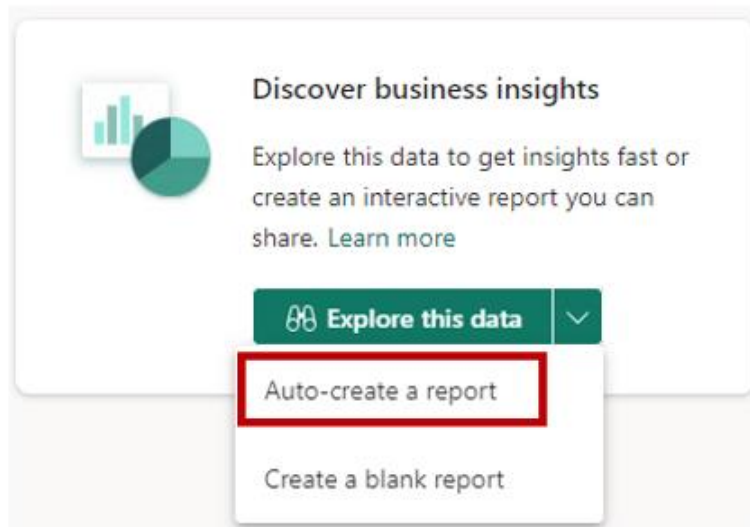 Discover business insights
Explore this data to get insights fast or
create an interactive report you can
share. Learn more
Explore this data
Auto-create a report
Create a blank report